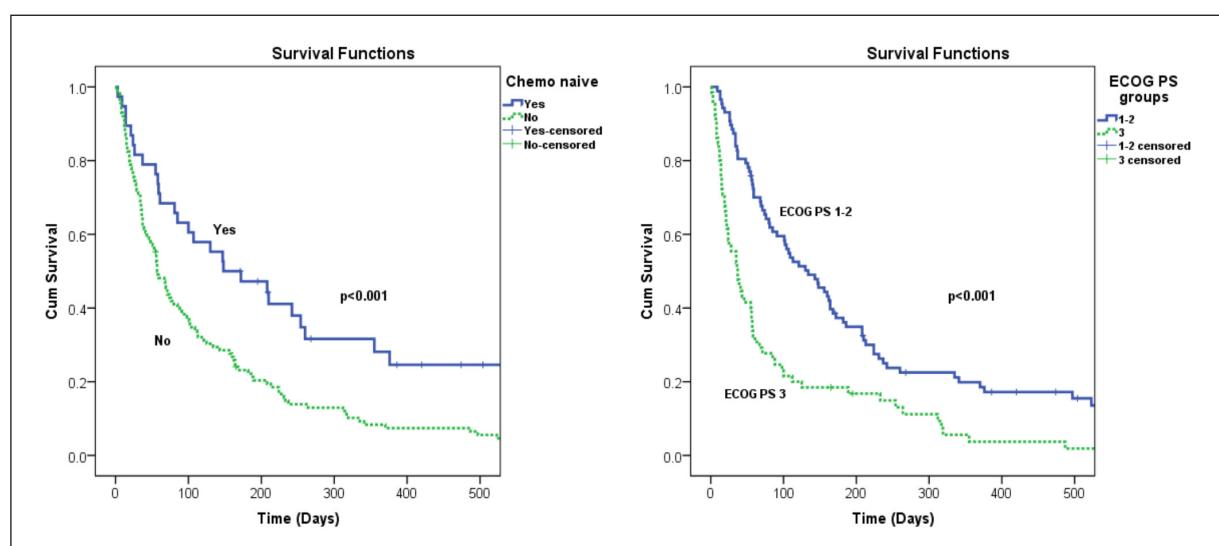 Survival Functions
Chemo naive
Yes
No
Yes-censored
No-censored
1.0
0.8
0.6
0.4
0.2
0.0
Cum Survival
Yes
No
p<0.001
0 100 200 300 400 500
Time (Days)
Survival Functions
ECOG PS
groups
1-2
3
1-2 censored
3 censored
1.0
0.8
0.6
0.4
0.2
0.0
Cum Survival
ECOG PS 1-2
p<0.001
ECOG PS 3
0 100 200 300 400 500
Time (Days)